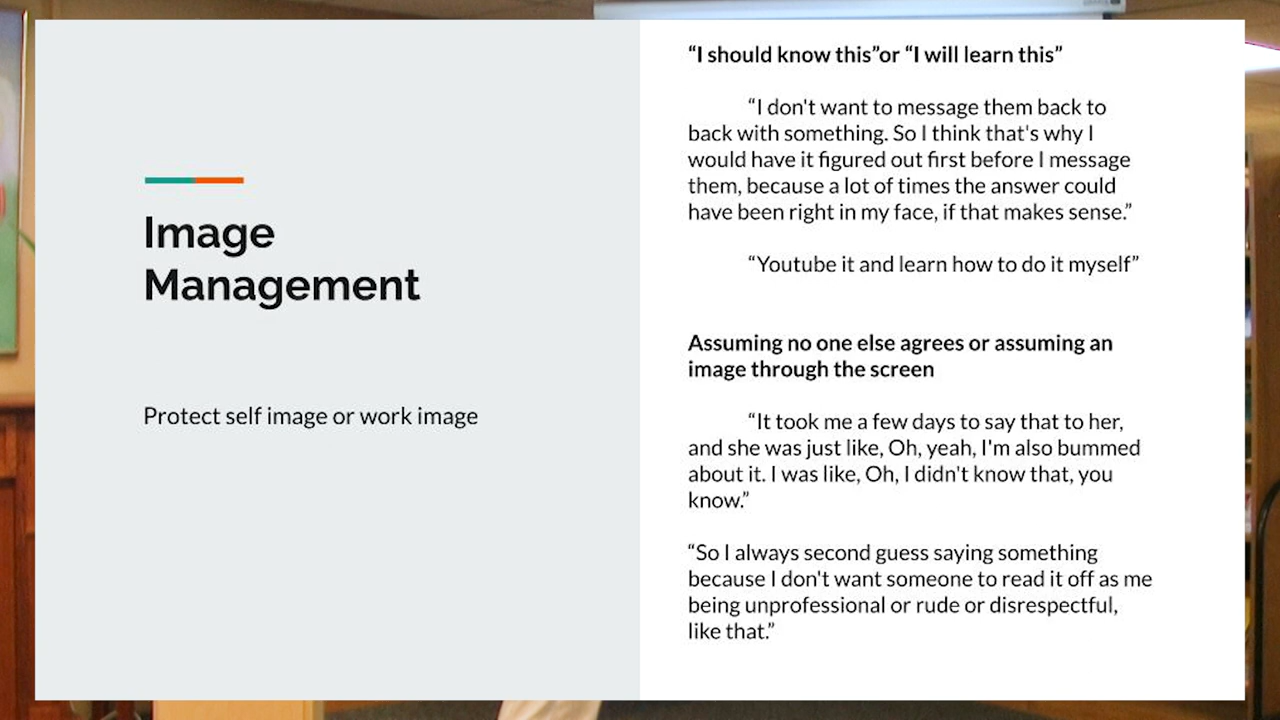 Image
Management
Protect self image or work image
“I should know this”or “I will learn this”
“I don't want to message them back to
back with something. So I think that's why I
would have it figured out first before I message
them, because a lot of times the answer could
have been right in my face, if that makes sense.”
“Youtube it and learn how to do it myself”
Assuming no one else agrees or assuming an
image through the screen
“It took me a few days to say that to her,
and she was just like, Oh, yeah, I'm also bummed
about it. I was like, Oh, I didn't know that, you
know.”
“So I always second guess saying something
because I don't want someone to read it off as me
being unprofessional or rude or disrespectful,
like that.”